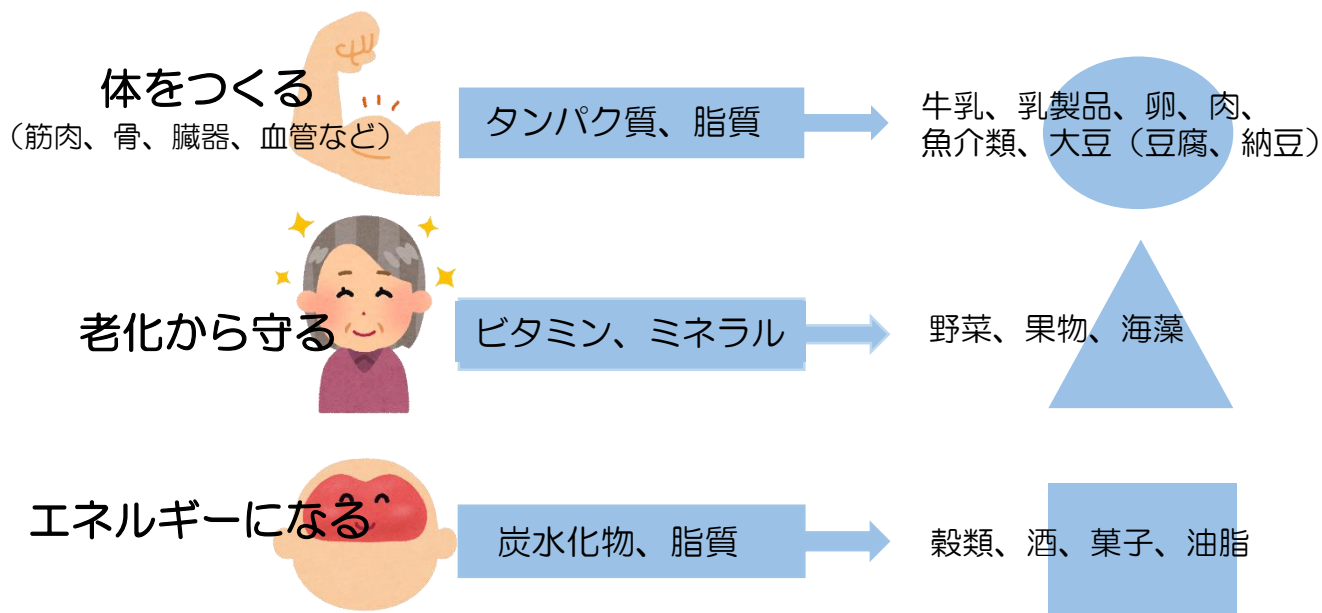 体をつくる
（筋肉、骨、臓器、血管など）
タンパク質、脂質
牛乳、乳製品、卵、肉、
魚介類、大豆（豆腐、納豆）
老化から守る
ビタミン、ミネラル
野菜、果物、海藻
エネルギーになる
炭水化物、脂質
穀類、酒、菓子、油脂